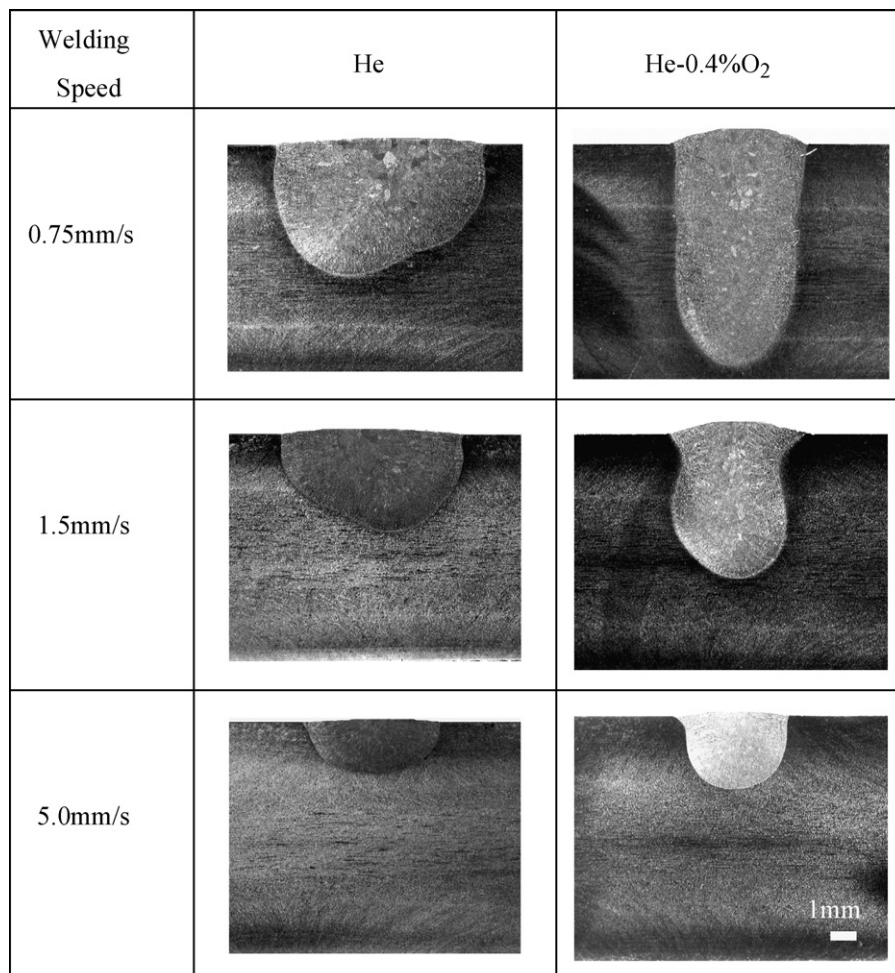 Welding
Speed
He
He-0.4%O₂
0.75mm/s
1.5mm/s
5.0mm/s
1mm